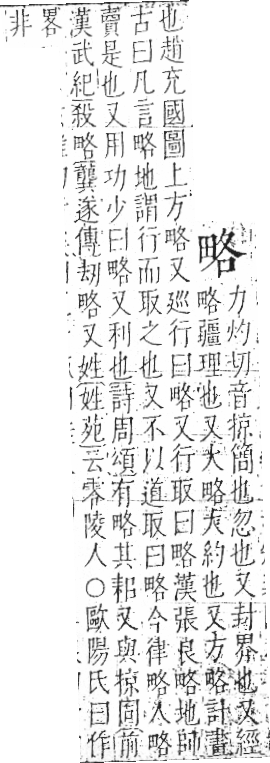 略
力灼切音掠簡也忽也又封界也又經
略疆理也又大略大約也又方略計畫
也趙充國圖上方略又巡行曰略又行取曰略漢張良略地師
古曰凡言略地謂行而取之也又不以道取曰略今律略人略
賣是也又用功少曰略又利也詩周頌有略其耜又與掠同前
漢武紀殺略龔遂傳刼略又姓姓苑云零陵人○歐陽氏曰作
畧
非